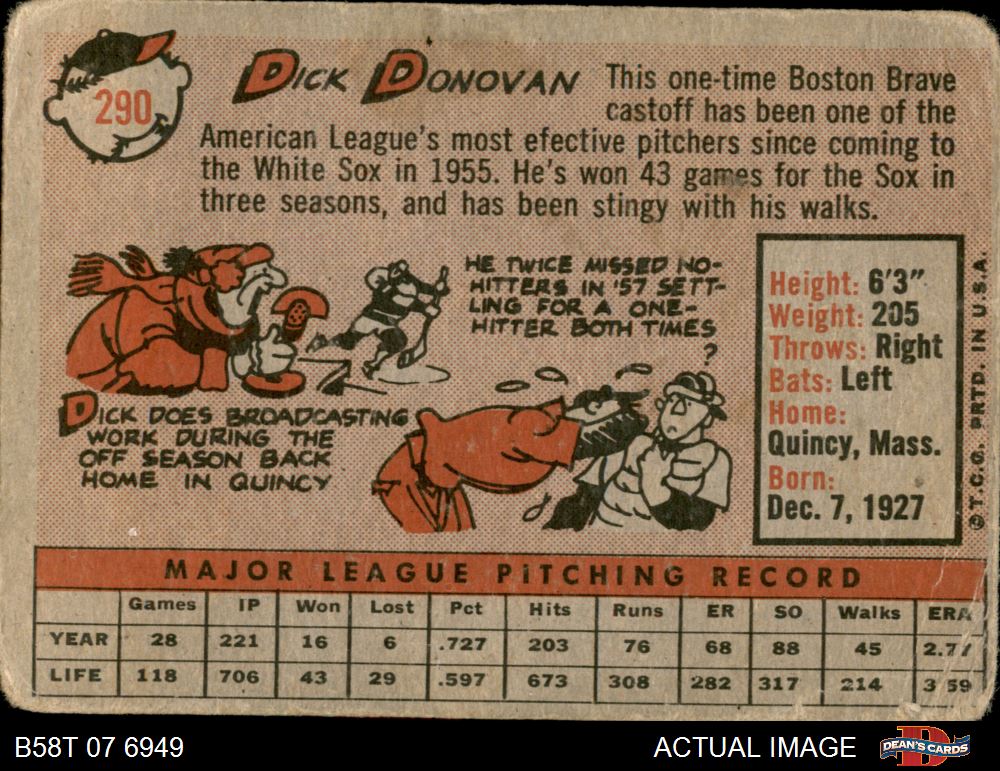 290
DICK DONOVAN
This one-time Boston Brave
castoff has been one of the
American League's most efective pitchers since coming to
the White Sox in 1955. He's won 43 games for the Sox in
three seasons, and has been stingy with his walks.
HE TWICE MISSED NO-
HITTERS IN '57 SETT-
LING FOR A ONE-
HITTER BOTH TIMES
?
DICK DOES BROADCASTING
WORK DURING THE
OFF SEASON BACK
HOME IN QUINCY
Height: 6'3"
Weight: 205
Throws: Right
Bats: Left
Home:
Quincy, Mass.
Born:
Dec. 7, 1927
© T.C.G. PRTD. IN U.S.A.
MAJOR LEAGUE PITCHING RECORD
Games IP Won Lost Pct Hits Runs ER SO Walks ERA
YEAR 28 221 16 6 .727 203 76 68 88 45 2.77
LIFE 118 706 43 29 .597 673 308 282 317 214 3 59
B58T 07 6949
ACTUAL IMAGE
DEAN'S CARDS